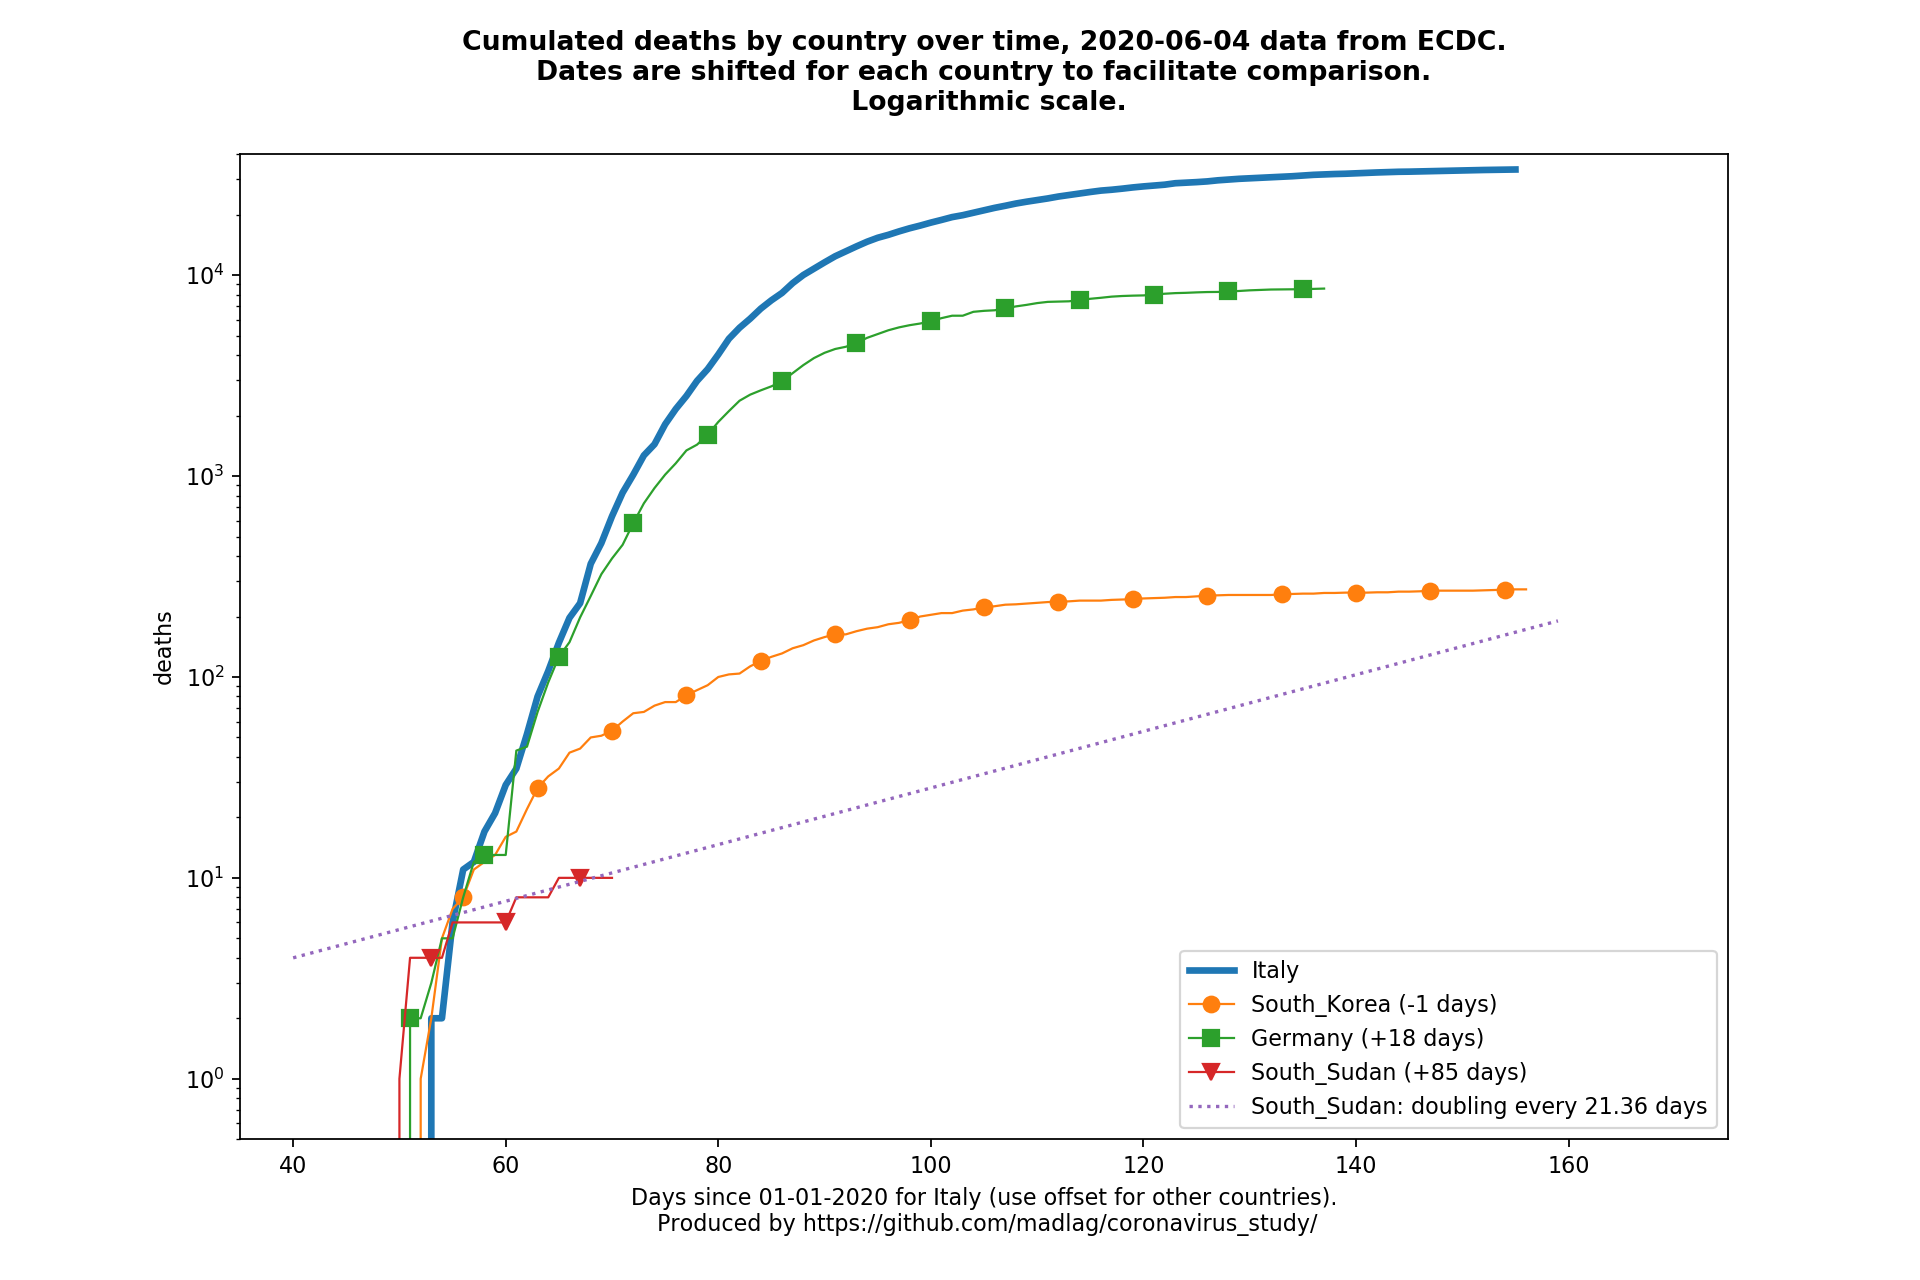 Cumulated deaths by country over time, 2020-06-04 data from ECDC.
Dates are shifted for each country to facilitate comparison.
Logarithmic scale.
deaths
10^4
10^3
10^2
10^1
10^0
Italy
South_Korea (-1 days)
Germany (+18 days)
South_Sudan (+85 days)
South_Sudan: doubling every 21.36 days
40 60 80 100 120 140 160
Days since 01-01-2020 for Italy (use offset for other countries).
Produced by https://github.com/madlag/coronavirus_study/